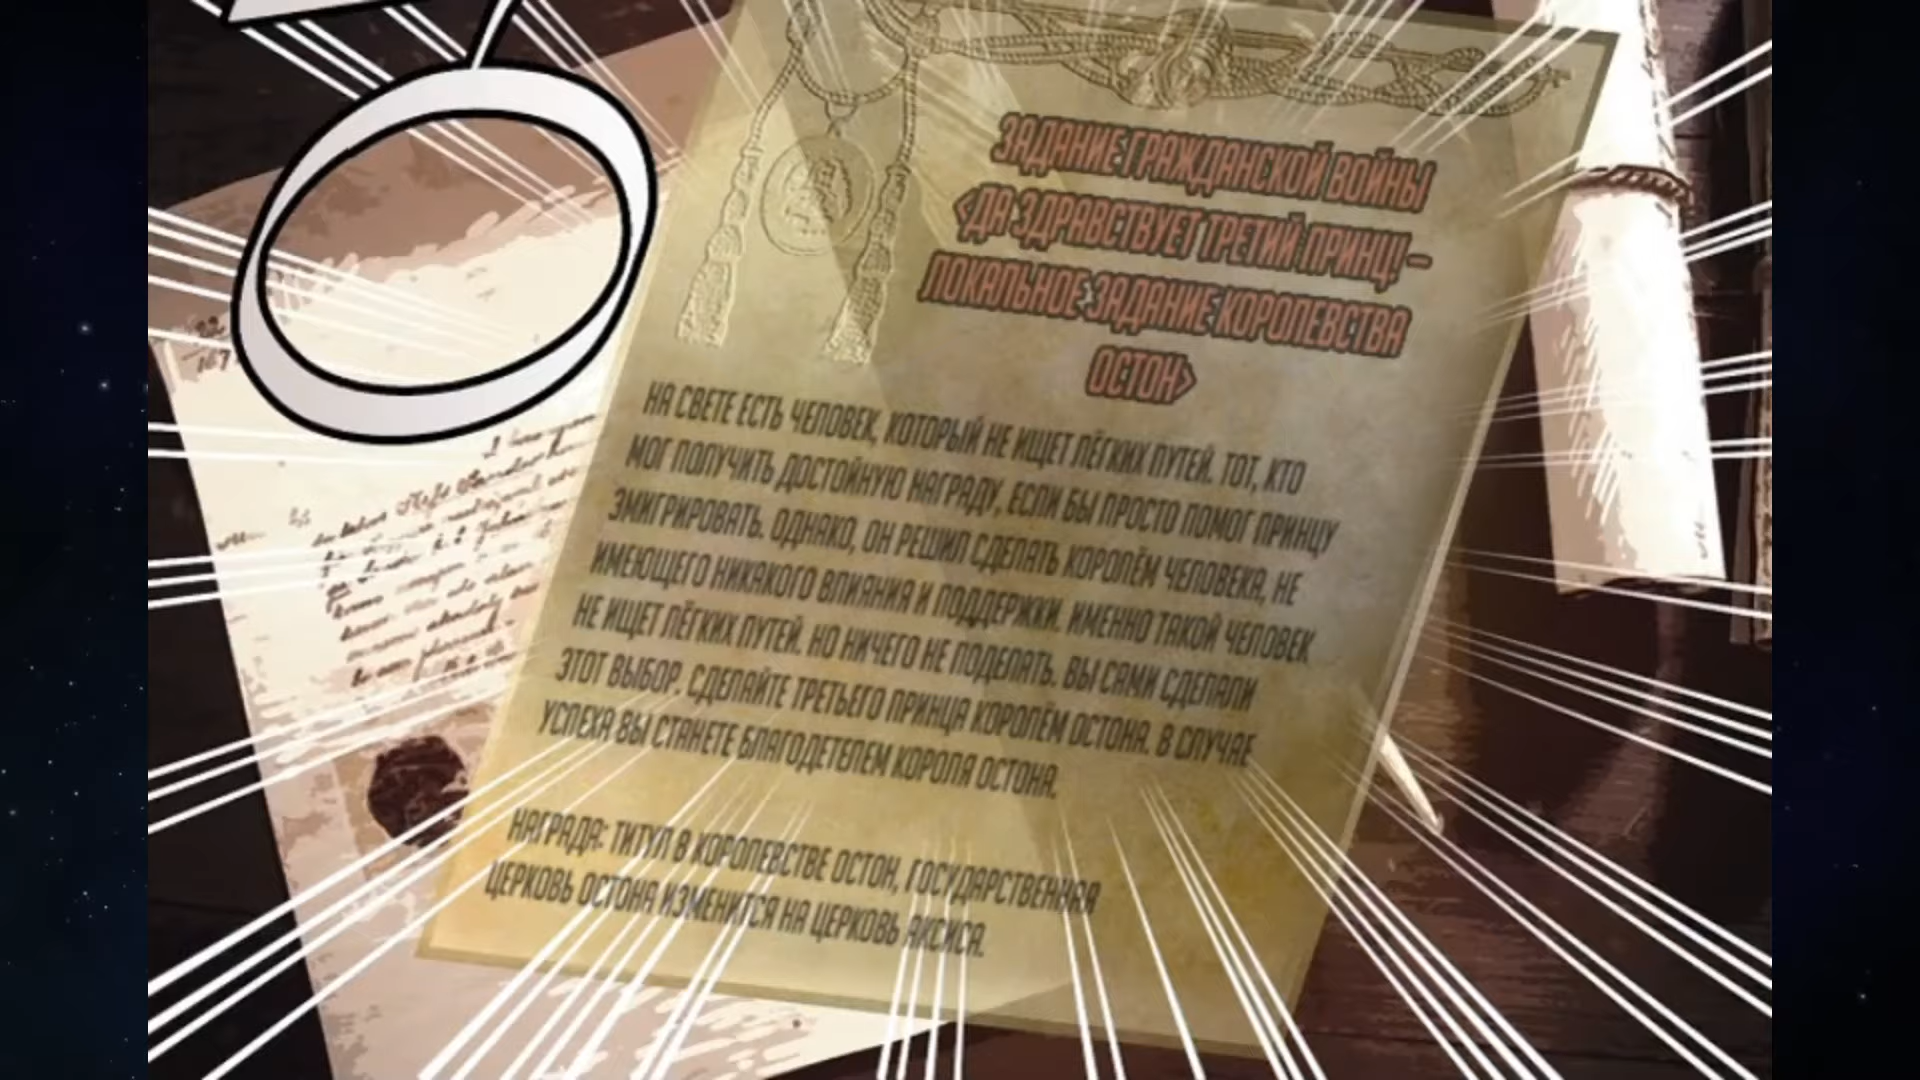 ЗАДАНИЕ ГРАЖДАНСКОЙ ВОЙНЫ
<ДА ЗДРАВСТВУЕТ ТРЕТИЙ ПРИНЦ! –
ЛОКАЛЬНОЕ ЗАДАНИЕ КОРОЛЕВСТВА
ОСТОН>
НА СВЕТЕ ЕСТЬ ЧЕЛОВЕК, КОТОРЫЙ НЕ ИЩЕТ ЛЁГКИХ ПУТЕЙ. ТОТ, КТО
МОГ ПОЛУЧИТЬ ДОСТОЙНУЮ НАГРАДУ, ЕСЛИ БЫ ПРОСТО ПОМОГ ПРИНЦУ
ЭМИГРИРОВАТЬ. ОДНАКО, ОН РЕШИЛ СДЕЛАТЬ КОРОЛЁМ ЧЕЛОВЕКА, НЕ
ИМЕЮЩЕГО НИКАКОГО ВЛИЯНИЯ И ПОДДЕРЖКИ. ИМЕННО ТАКОЙ ЧЕЛОВЕК
НЕ ИЩЕТ ЛЁГКИХ ПУТЕЙ. НО НИЧЕГО НЕ ПОДЕЛАТЬ. ВЫ САМИ СДЕЛАЛИ
ЭТОТ ВЫБОР. СДЕЛАЙТЕ ТРЕТЬЕГО ПРИНЦА КОРОЛЁМ ОСТОНА. В СЛУЧАЕ
УСПЕХА ВЫ СТАНЕТЕ БЛАГОДЕТЕЛЕМ КОРОЛЯ ОСТОНА.
НАГРАДА: ТИТУЛ В КОРОЛЕВСТВЕ ОСТОН, ГОСУДАРСТВЕННАЯ
ЦЕРКОВЬ ОСТОНА ИЗМЕНИТСЯ НА ЦЕРКОВЬ АКСИСА.